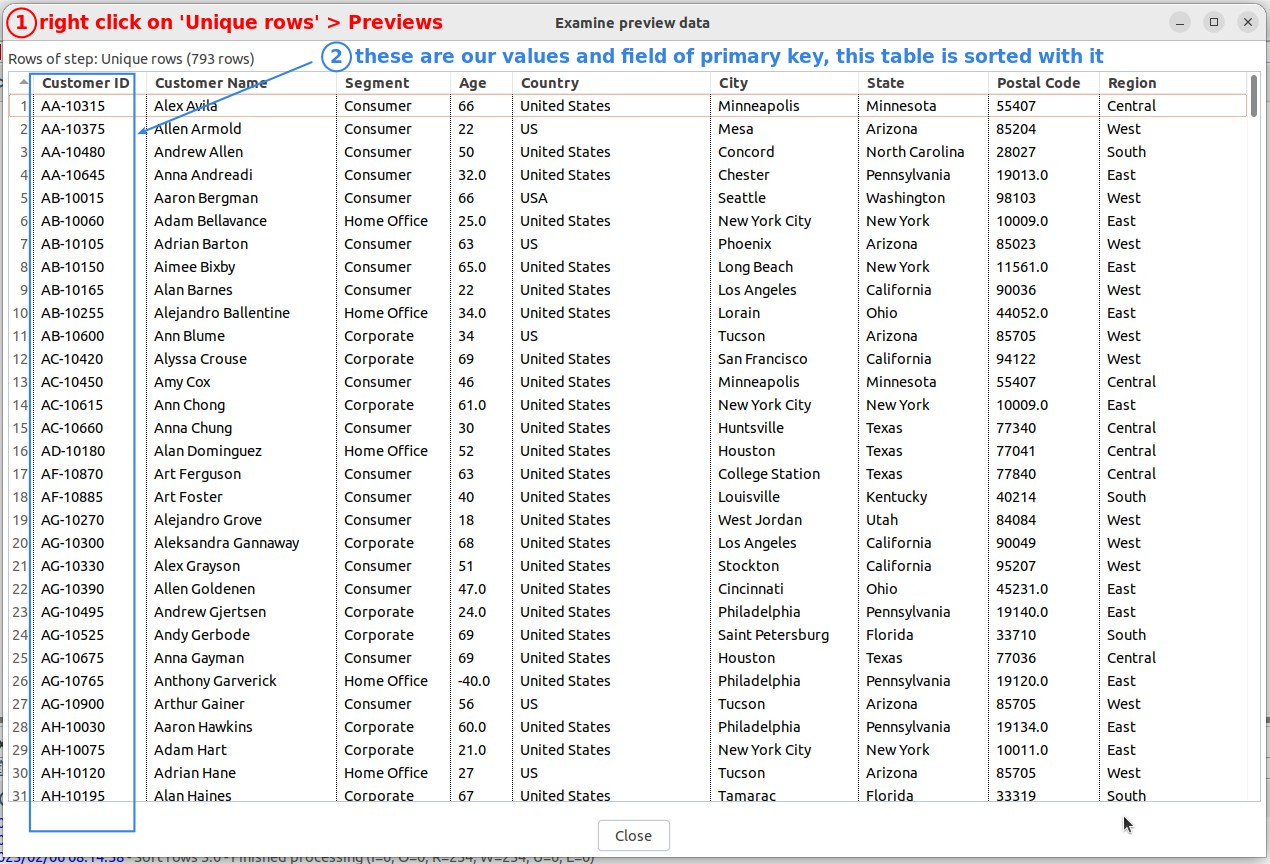 1 right click on 'Unique rows' > Previews
Examine preview data
Rows of step: Unique rows (793 rows)
2 these are our values and field of primary key, this table is sorted with it
Customer ID Customer Name Segment Age Country City State Postal Code Region
1 AA-10315 Alex Avila Consumer 66 United States Minneapolis Minnesota 55407 Central
2 AA-10375 Allen Armold Consumer 22 US Mesa Arizona 85204 West
3 AA-10480 Andrew Allen Consumer 50 United States Concord North Carolina 28027 South
4 AA-10645 Anna Andreadi Consumer 32.0 United States Chester Pennsylvania 19013.0 East
5 AB-10015 Aaron Bergman Consumer 66 USA Seattle Washington 98103 West
6 AB-10060 Adam Bellavance Home Office 25.0 United States New York City New York 10009.0 East
7 AB-10105 Adrian Barton Consumer 63 US Phoenix Arizona 85023 West
8 AB-10150 Aimee Bixby Consumer 65.0 United States Long Beach New York 11561.0 East
9 AB-10165 Alan Barnes Consumer 22 United States Los Angeles California 90036 West
10 AB-10255 Alejandro Ballentine Home Office 34.0 United States Lorain Ohio 44052.0 East
11 AB-10600 Ann Blume Corporate 34 US Tucson Arizona 85705 West
12 AC-10420 Alyssa Crouse Corporate 69 United States San Francisco California 94122 West
13 AC-10450 Amy Cox Consumer 46 United States Minneapolis Minnesota 55407 Central
14 AC-10615 Ann Chong Corporate 61.0 United States New York City New York 10009.0 East
15 AC-10660 Anna Chung Consumer 30 United States Huntsville Texas 77340 Central
16 AD-10180 Alan Dominguez Home Office 52 United States Houston Texas 77041 Central
17 AF-10870 Art Ferguson Consumer 63 United States College Station Texas 77840 Central
18 AF-10885 Art Foster Consumer 40 United States Louisville Kentucky 40214 South
19 AG-10270 Alejandro Grove Consumer 18 United States West Jordan Utah 84084 West
20 AG-10300 Aleksandra Gannaway Corporate 68 United States Los Angeles California 90049 West
21 AG-10330 Alex Grayson Consumer 51 United States Stockton California 95207 West
22 AG-10390 Allen Goldenen Consumer 47.0 United States Cincinnati Ohio 45231.0 East
23 AG-10495 Andrew Gjertsen Corporate 24.0 United States Philadelphia Pennsylvania 19140.0 East
24 AG-10525 Andy Gerbode Corporate 69 United States Saint Petersburg Florida 33710 South
25 AG-10675 Anna Gayman Consumer 69 United States Houston Texas 77036 Central
26 AG-10765 Anthony Garverick Home Office -40.0 United States Philadelphia Pennsylvania 19120.0 East
27 AG-10900 Arthur Gainer Consumer 56 US Tucson Arizona 85705 West
28 AH-10030 Aaron Hawkins Corporate 60.0 United States Philadelphia Pennsylvania 19134.0 East
29 AH-10075 Adam Hart Corporate 21.0 United States New York City New York 10011.0 East
30 AH-10120 Adrian Hane Home Office 27 US Tucson Arizona 85705 West
31 AH-10195 Alan Haines Corporate 67 United States Tamarac Florida 33319 South
Close